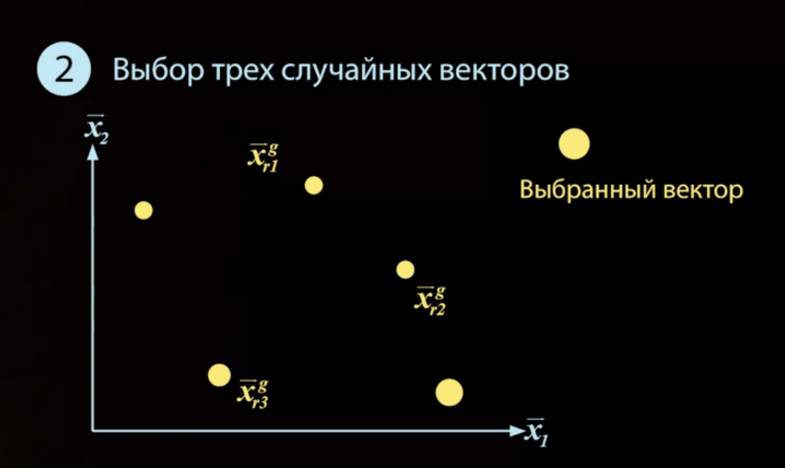 2 Выбор трех случайных векторов
x̄₂
x̄ᵍᵣ₁
Выбранный вектор
x̄ᵍᵣ₂
x̄ᵍᵣ₃
x̄₁